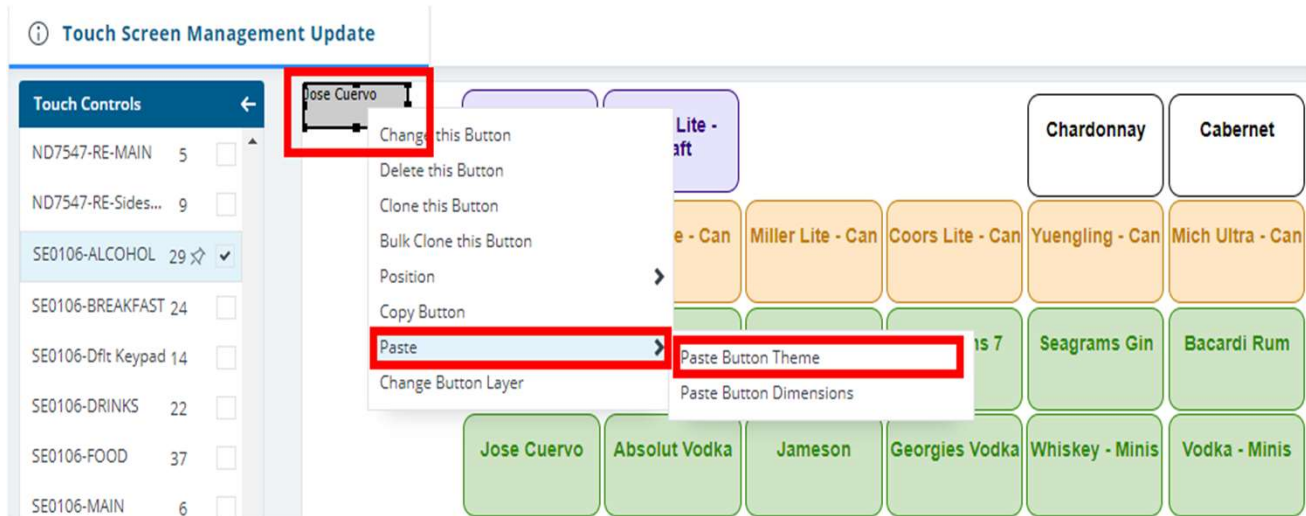 Touch Screen Management Update
Touch Controls
ND7547-RE-MAIN 5
ND7547-RE-Sides... 9
SE0106-ALCOHOL 29
SE0106-BREAKFAST 24
SE0106-Dflt Keypad 14
SE0106-DRINKS 22
SE0106-FOOD 37
SE0106-MAIN 6
Jose Cuervo
Change this Button
Delete this Button
Clone this Button
Bulk Clone this Button
Position
Copy Button
Paste
Change Button Layer
Paste Button Theme
Paste Button Dimensions
Lite -
Chardonnay
Cabernet
- Can
Miller Lite - Can
Coors Lite - Can
Yuengling - Can
Mich Ultra - Can
7
Seagrams Gin
Bacardi Rum
Jose Cuervo
Absolut Vodka
Jameson
Georgies Vodka
Whiskey - Minis
Vodka - Minis